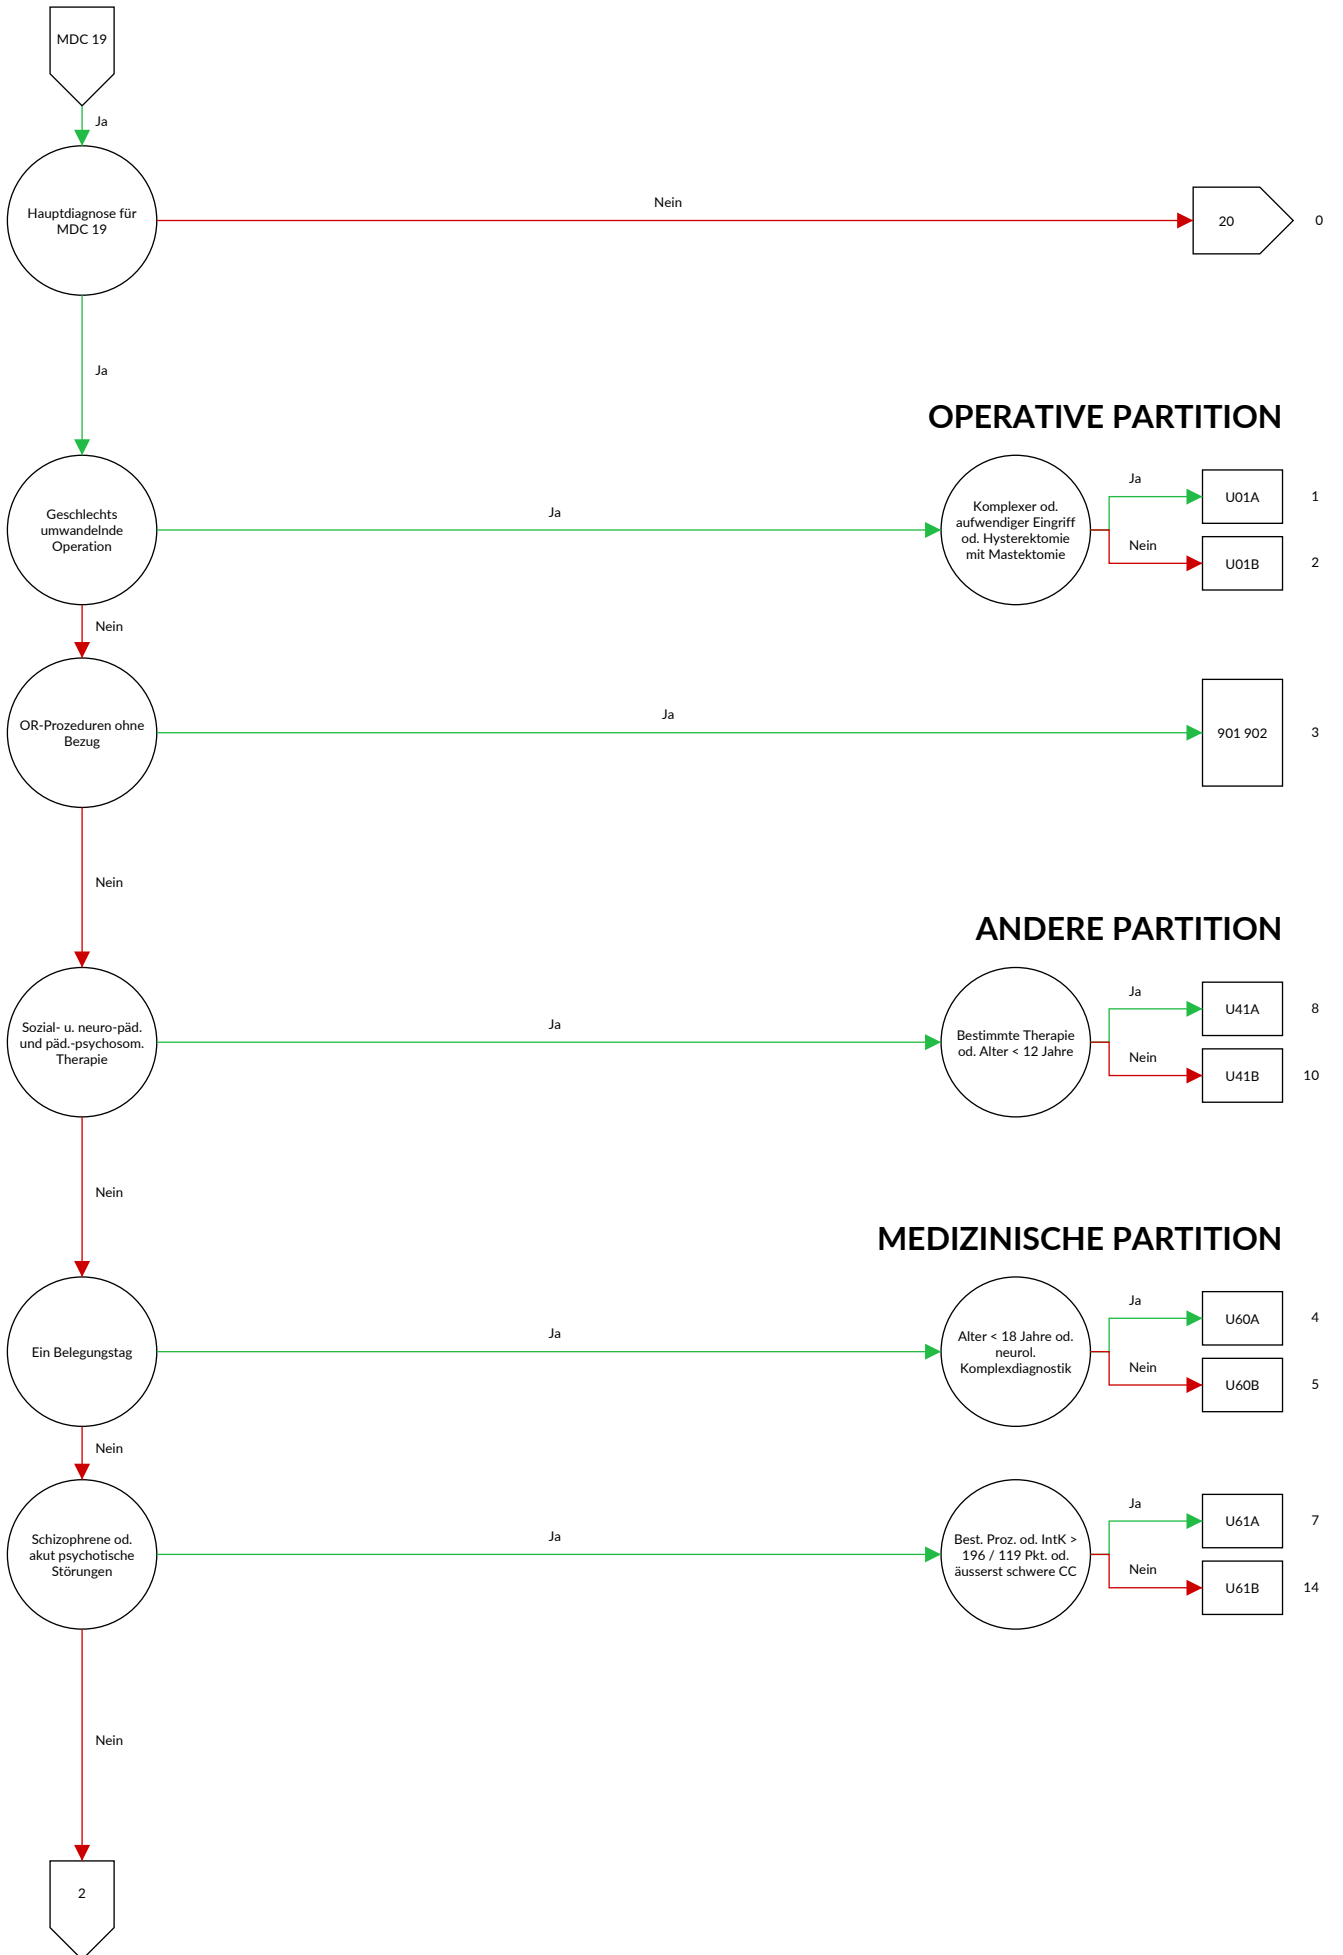 MDC 19
Ja
Hauptdiagnose für
MDC 19
Nein
20
0
Ja
OPERATIVE PARTITION
Geschlechts
umwandelnde
Operation
Ja
Komplexer od.
aufwendiger Eingriff
od. Hysterektomie
mit Mastektomie
Ja
U01A
1
Nein
U01B
2
Nein
OR-Prozeduren ohne
Bezug
Ja
901 902
3
Nein
ANDERE PARTITION
Sozial- u. neuro-päd.
und päd.-psychosom.
Therapie
Ja
Bestimmte Therapie
od. Alter < 12 Jahre
Ja
U41A
8
Nein
U41B
10
Nein
MEDIZINISCHE PARTITION
Ein Belegungstag
Ja
Alter < 18 Jahre od.
neurol.
Komplexdiagnostik
Ja
U60A
4
Nein
U60B
5
Nein
Schizophrene od.
akut psychotische
Störungen
Ja
Best. Proz. od. IntK >
196 / 119 Pkt. od.
äusserst schwere CC
Ja
U61A
7
Nein
U61B
14
Nein
2